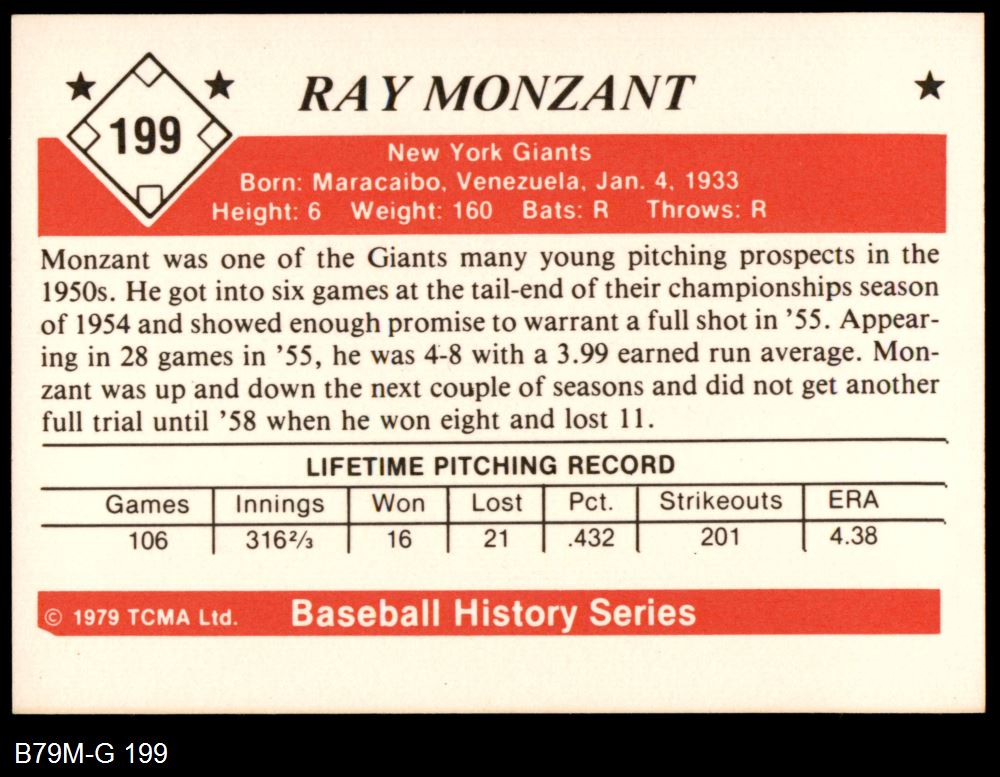 RAY MONZANT
199
New York Giants
Born: Maracaibo, Venezuela, Jan. 4, 1933
Height: 6 Weight: 160 Bats: R Throws: R
Monzant was one of the Giants many young pitching prospects in the
1950s. He got into six games at the tail-end of their championships season
of 1954 and showed enough promise to warrant a full shot in ’55. Appear-
ing in 28 games in ’55, he was 4-8 with a 3.99 earned run average. Mon-
zant was up and down the next couple of seasons and did not get another
full trial until ’58 when he won eight and lost 11.
LIFETIME PITCHING RECORD
Games Innings Won Lost Pct. Strikeouts ERA
106 316⅔ 16 21 .432 201 4.38
© 1979 TCMA Ltd. Baseball History Series
B79M-G 199